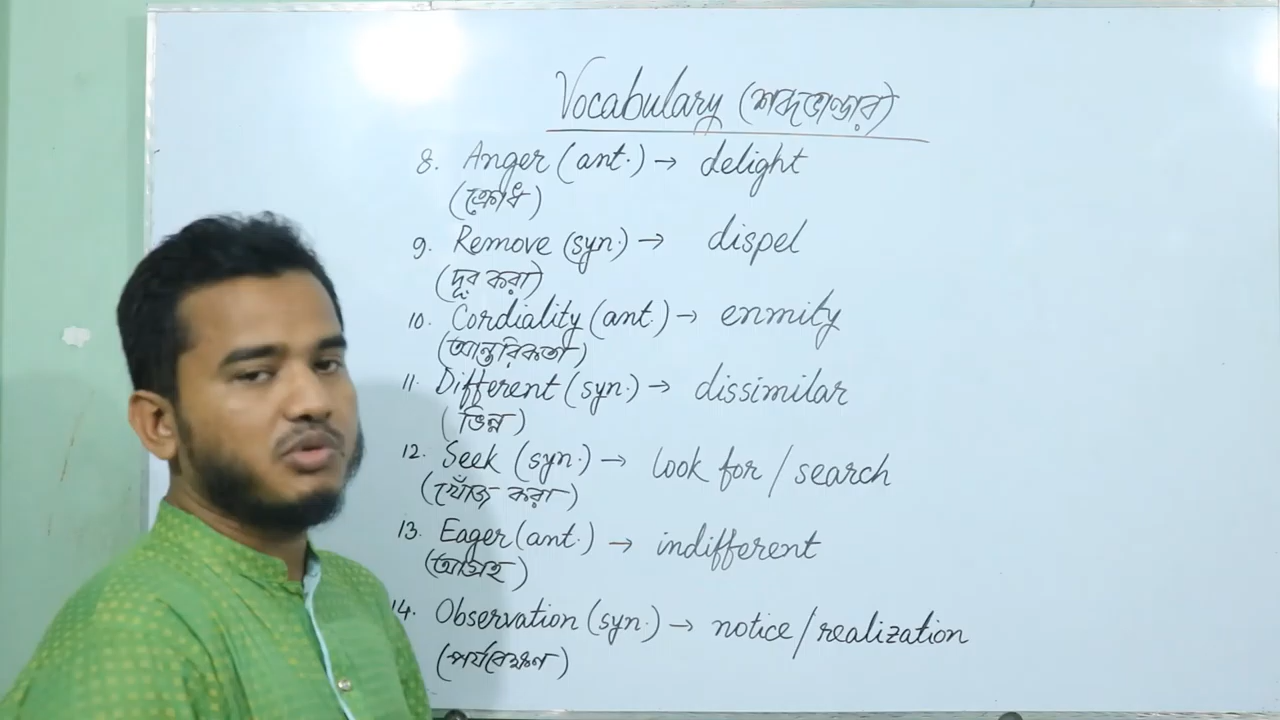 Vocabulary (শব্দভান্ডার)
8. Anger (ant.) → delight
(ক্রোধ)
9. Remove (syn.) → dispel
(দূর করা)
10. Cordiality (ant.) → enmity
(আন্তরিকতা)
11. Different (syn.) → dissimilar
(ভিন্ন)
12. Seek (syn.) → look for / search
(খোঁজ করা)
13. Eager (ant.) → indifferent
(আগ্রহ)
14. Observation (syn.) → notice/realization
(পর্যবেক্ষণ)